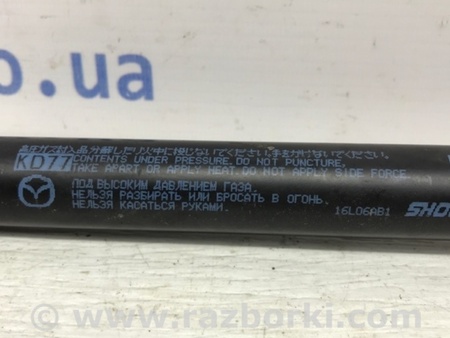 o.ua
KD77
CONTENTS UNDER PRESSURE. DO NOT PUNCTURE.
TAKE APART OR APPLY HEAT. DO NOT APPLY SIDE FORCE.
ПОД ВЫСОКИМ ДАВЛЕНИЕМ ГАЗА.
НЕЛЬЗЯ РАЗБИРАТЬ ИЛИ БРОСАТЬ В ОГОНЬ.
НЕЛЬЗЯ КАСАТЬСЯ РУКАМИ.
16L06AB1
SHO
© www.razborki.com